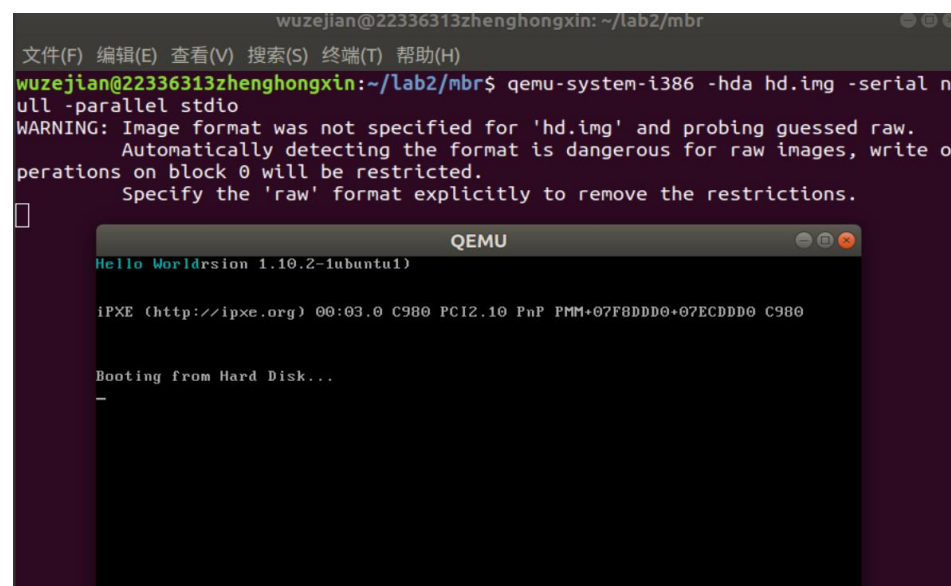 wuzejian@22336313zhenghongxin: ~/lab2/mbr
文件(F) 编辑(E) 查看(V) 搜索(S) 终端(T) 帮助(H)
wuzejian@22336313zhenghongxin:~/lab2/mbr$ qemu-system-i386 -hda hd.img -serial n
ull -parallel stdio
WARNING: Image format was not specified for 'hd.img' and probing guessed raw.
Automatically detecting the format is dangerous for raw images, write o
perations on block 0 will be restricted.
Specify the 'raw' format explicitly to remove the restrictions.
QEMU
Hello Worldrsion 1.10.2-1ubuntu1)
iPXE (http://ipxe.org) 00:03.0 C980 PCI2.10 PnP PMM+07F8DDD0+07ECDDD0 C980
Booting from Hard Disk...